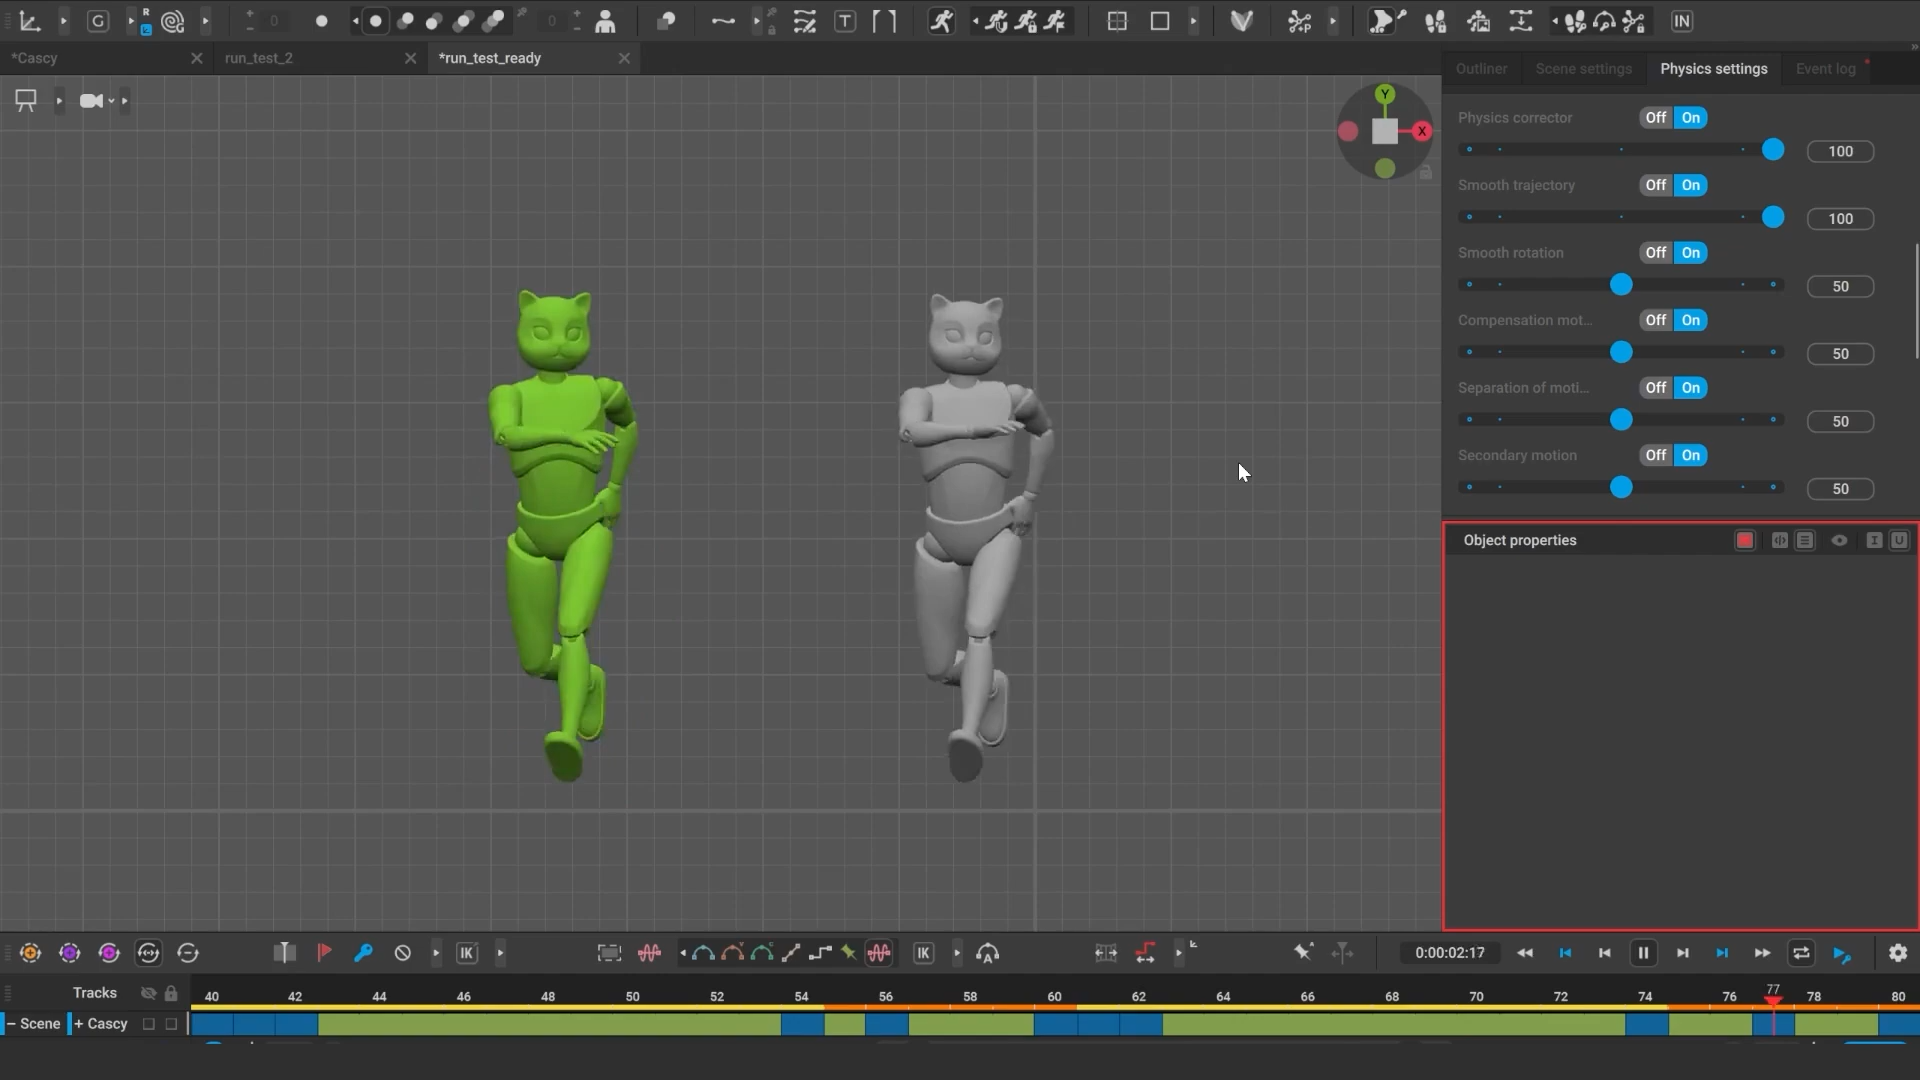 G
R
0
0
T
IN
*Cascy
run_test_2
*run_test_ready
Outliner
Scene settings
Physics settings
Event log
Y
X
Physics corrector
Off On
100
Smooth trajectory
Off On
100
Smooth rotation
Off On
50
Compensation mot...
Off On
50
Separation of moti...
Off On
50
Secondary motion
Off On
50
Object properties
I U
IK
IK
A
0:00:02:17
Tracks
40 42 44 46 48 50 52 54 56 58 60 62 64 66 68 70 72 74 76 77 78 80
− Scene + Cascy